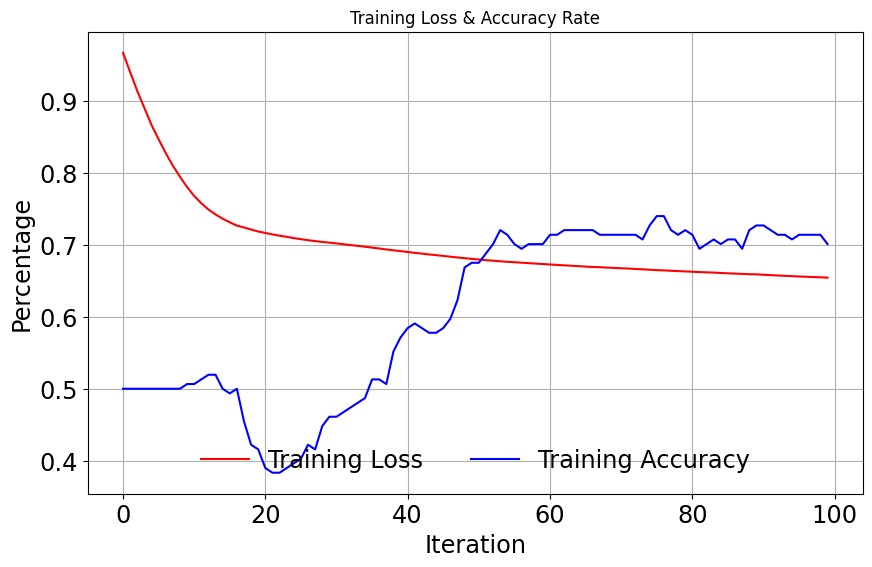 Training Loss & Accuracy Rate
Percentage
0.9
0.8
0.7
0.6
0.5
0.4
Training Loss Training Accuracy
0 20 40 60 80 100
Iteration